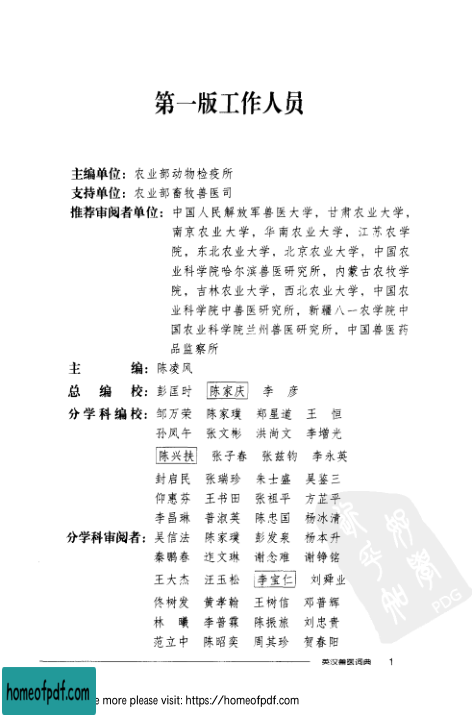 第一版工作人员
主编单位：农业部动物检疫所
支持单位：农业部畜牧兽医司
推荐审阅者单位：中国人民解放军兽医大学，甘肃农业大学，
南京农业大学，华南农业大学，江苏农学
院，东北农业大学，北京农业大学，中国农
业科学院哈尔滨兽医研究所，内蒙古农牧学
院，吉林农业大学，西北农业大学，中国农
业科学院中兽医研究所，新疆八一农学院中
国农业科学院兰州兽医研究所，中国兽医药
品监察所
主 编：陈凌风
总 编 校：彭匡时 陈家庆 李 彦
分学科编校：邹万荣 陈家璞 郑星道 王 恒
孙凤午 张文彬 洪尚文 李增光
陈兴扶 张子春 张兹钧 李永英
封启民 张瑞珍 朱士盛 吴鉴三
仰惠芬 王书田 张祖平 方芷平
李昌琳 普淑英 陈忠国 杨冰清
分学科审阅者：吴信法 陈家璞 彭发泉 杨本升
秦鹏春 连文琳 谢念难 谢铮铭
王大杰 汪玉松 李宝仁 刘舜业
佟树发 黄孝翰 王树信 邓普辉
林 曦 李普霖 陈振旅 刘忠贵
范立中 陈昭奕 周其珍 贺春阳
英汉兽医词典 1
PDG
homeofpdf.com
e more please visit: https://homeofpdf.com